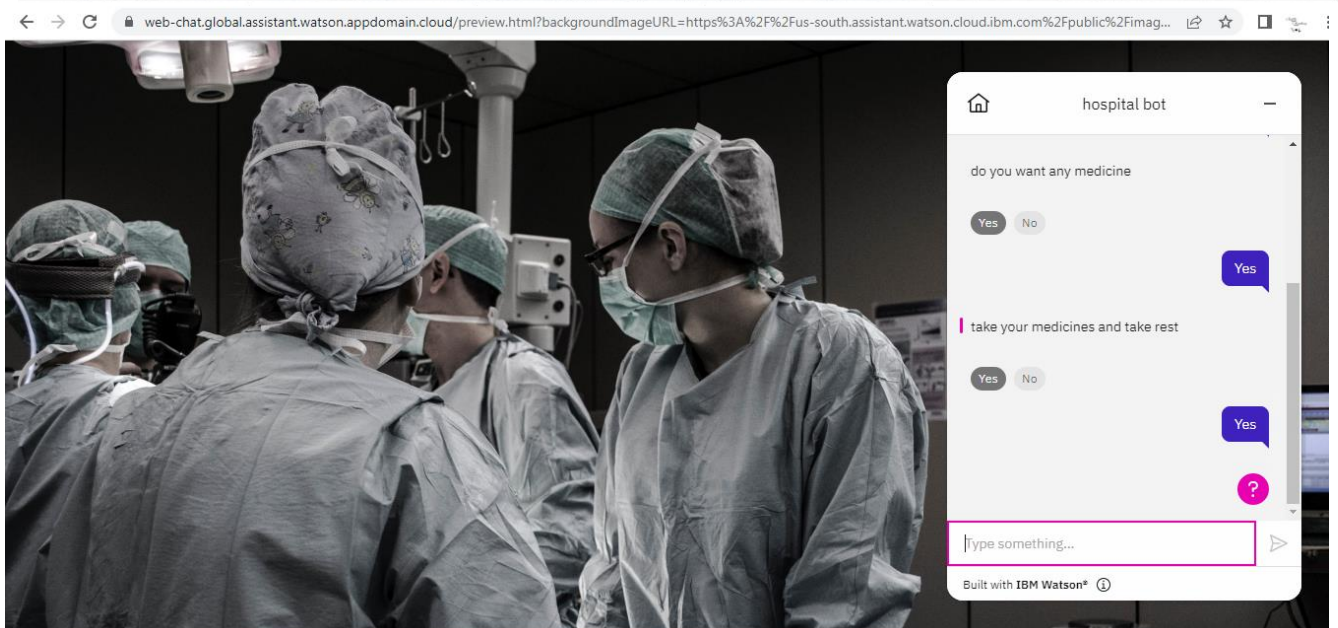 web-chat.global.assistant.watson.appdomain.cloud/preview.html?backgroundImageURL=https%3A%2F%2Fus-south.assistant.watson.cloud.ibm.com%2Fpublic%2Fimag...
hospital bot
do you want any medicine
Yes No
Yes
take your medicines and take rest
Yes No
Yes
?
Type something...
Built with IBM Watson®